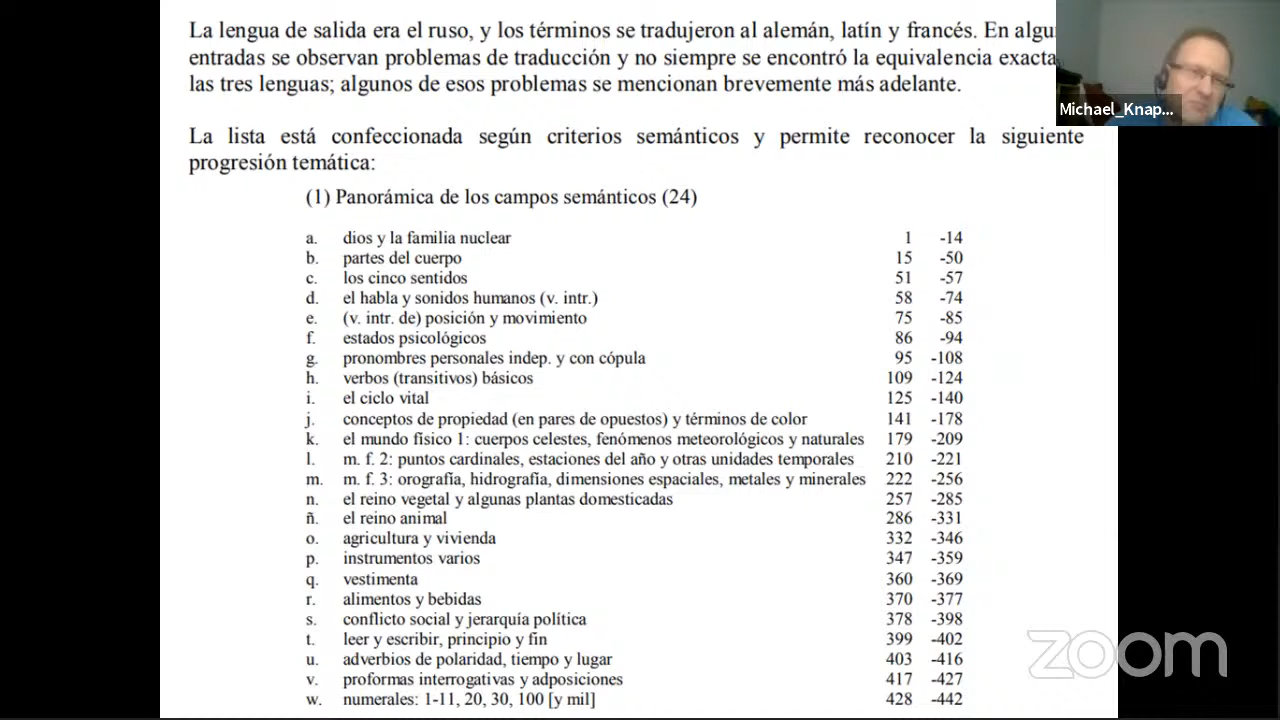 La lengua de salida era el ruso, y los términos se tradujeron al alemán, latín y francés. En
entradas se observan problemas de traducción y no siempre se encontró la equivalencia exacta
las tres lenguas; algunos de esos problemas se mencionan brevemente más adelante.
Michael_Knap...
La lista está confeccionada según criterios semánticos y permite reconocer la siguiente
progresión temática:
(1) Panorámica de los campos semánticos (24)
a. dios y la familia nuclear 1 -14
b. partes del cuerpo 15 -50
c. los cinco sentidos 51 -57
d. el habla y sonidos humanos (v. intr.) 58 -74
e. (v. intr. de) posición y movimiento 75 -85
f. estados psicológicos 86 -94
g. pronombres personales indep. y con cópula 95 -108
h. verbos (transitivos) básicos 109 -124
i. el ciclo vital 125 -140
j. conceptos de propiedad (en pares de opuestos) y términos de color 141 -178
k. el mundo físico 1: cuerpos celestes, fenómenos meteorológicos y naturales 179 -209
l. m. f. 2: puntos cardinales, estaciones del año y otras unidades temporales 210 -221
m. m. f. 3: orografía, hidrografía, dimensiones espaciales, metales y minerales 222 -256
n. el reino vegetal y algunas plantas domesticadas 257 -285
ñ. el reino animal 286 -331
o. agricultura y vivienda 332 -346
p. instrumentos varios 347 -359
q. vestimenta 360 -369
r. alimentos y bebidas 370 -377
s. conflicto social y jerarquía política 378 -398
t. leer y escribir, principio y fin 399 -402
u. adverbios de polaridad, tiempo y lugar 403 -416
v. proformas interrogativas y adposiciones 417 -427
w. numerales: 1-11, 20, 30, 100 [y mil] 428 -442
zoom